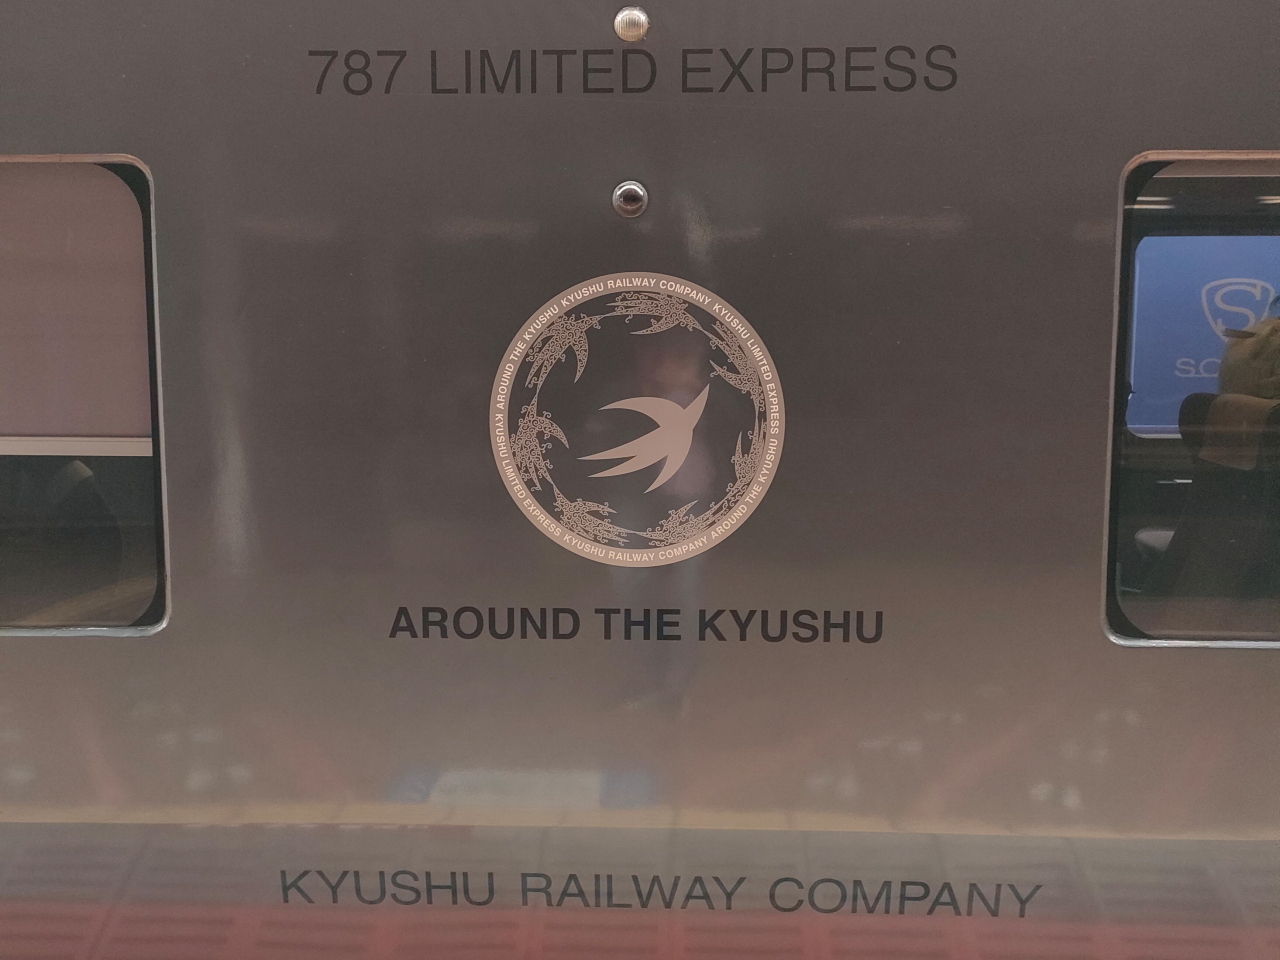 787 LIMITED EXPRESS
KYUSHU RAILWAY COMPANY KYUSHU LIMITED EXPRESS AROUND THE KYUSHU KYUSHU RAILWAY COMPANY KYUSHU LIMITED EXPRESS AROUND THE KYUSHU
AROUND THE KYUSHU
KYUSHU RAILWAY COMPANY